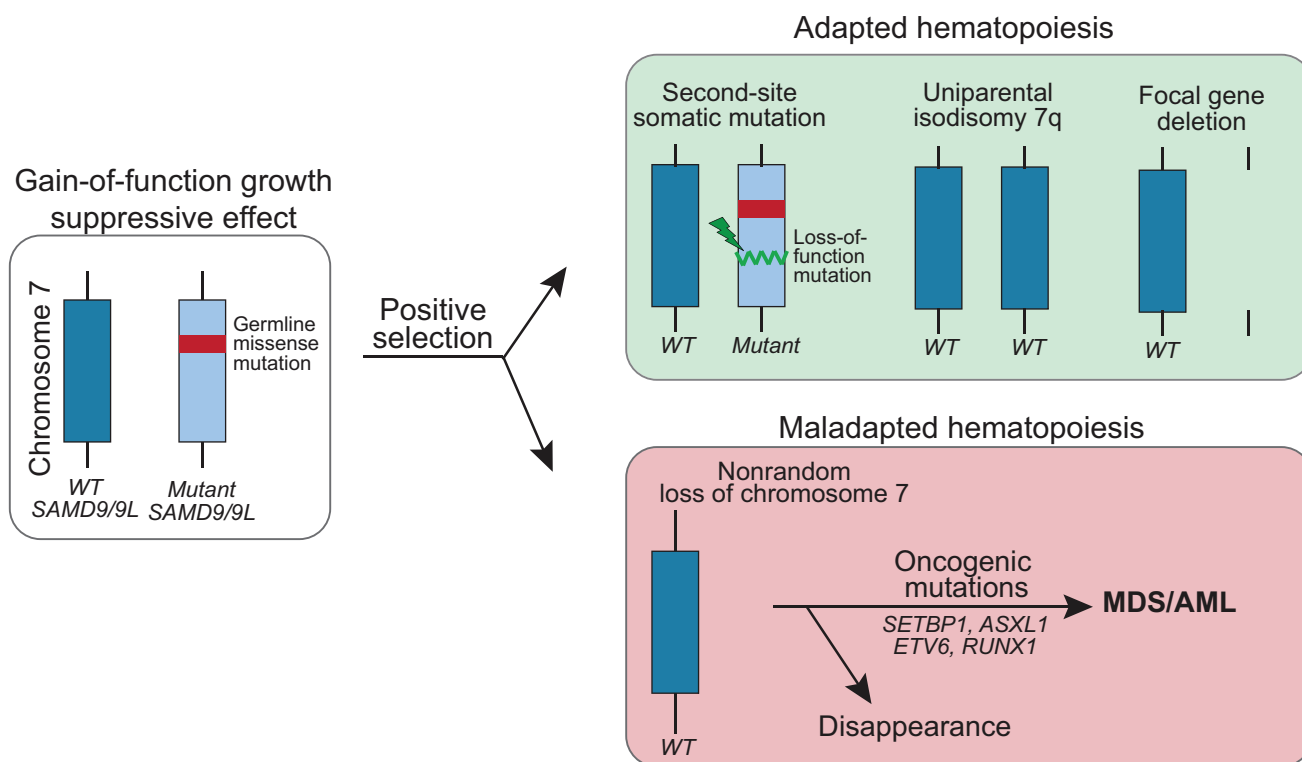 Gain-of-function growth
suppressive effect
Chromosome 7
Germline
missense
mutation
WT
SAMD9/9L
Mutant
SAMD9/9L
Positive
selection
Adapted hematopoiesis
Second-site
somatic mutation
Loss-of-
function
mutation
WT
Mutant
Uniparental
isodisomy 7q
WT
WT
Focal gene
deletion
WT
Maladapted hematopoiesis
Nonrandom
loss of chromosome 7
WT
Oncogenic
mutations
SETBP1, ASXL1
ETV6, RUNX1
MDS/AML
Disappearance